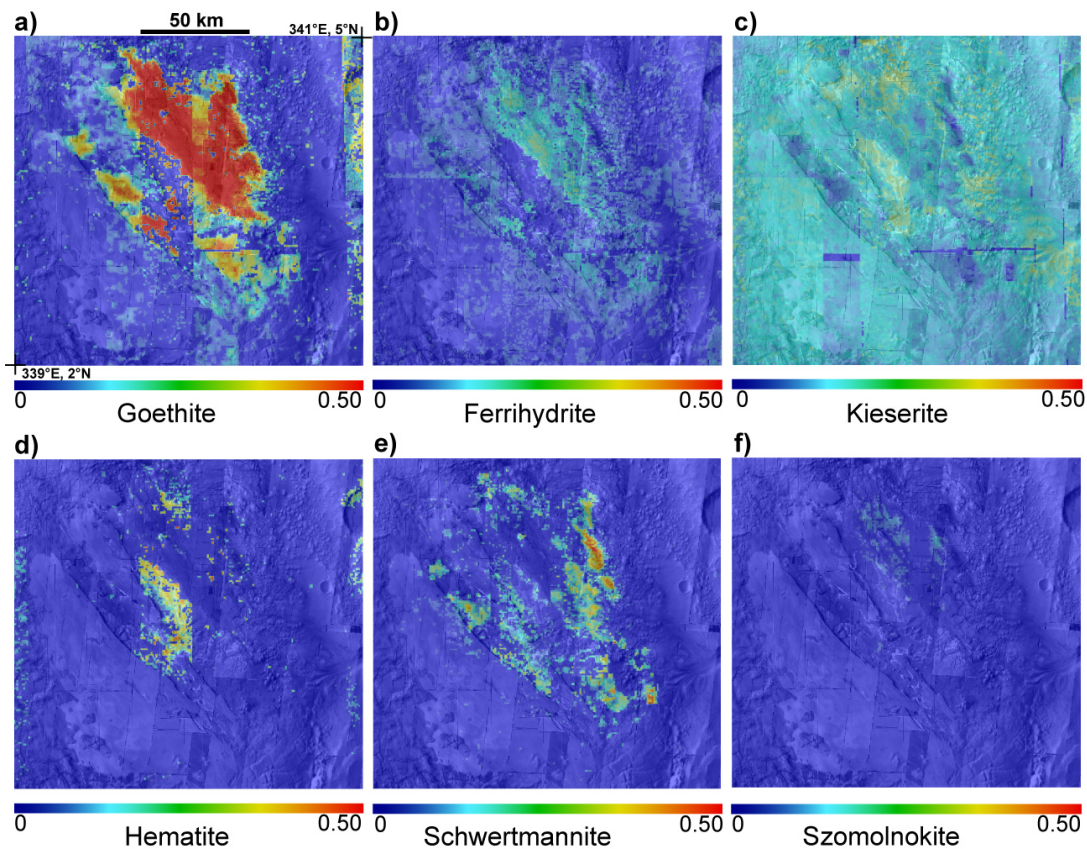 a)
50 km
341°E, 5°N
b)
c)
339°E, 2°N
0
0.50
Goethite
0
0.50
Ferrihydrite
0
0.50
Kieserite
d)
e)
f)
0
0.50
Hematite
0
0.50
Schwertmannite
0
0.50
Szomolnokite